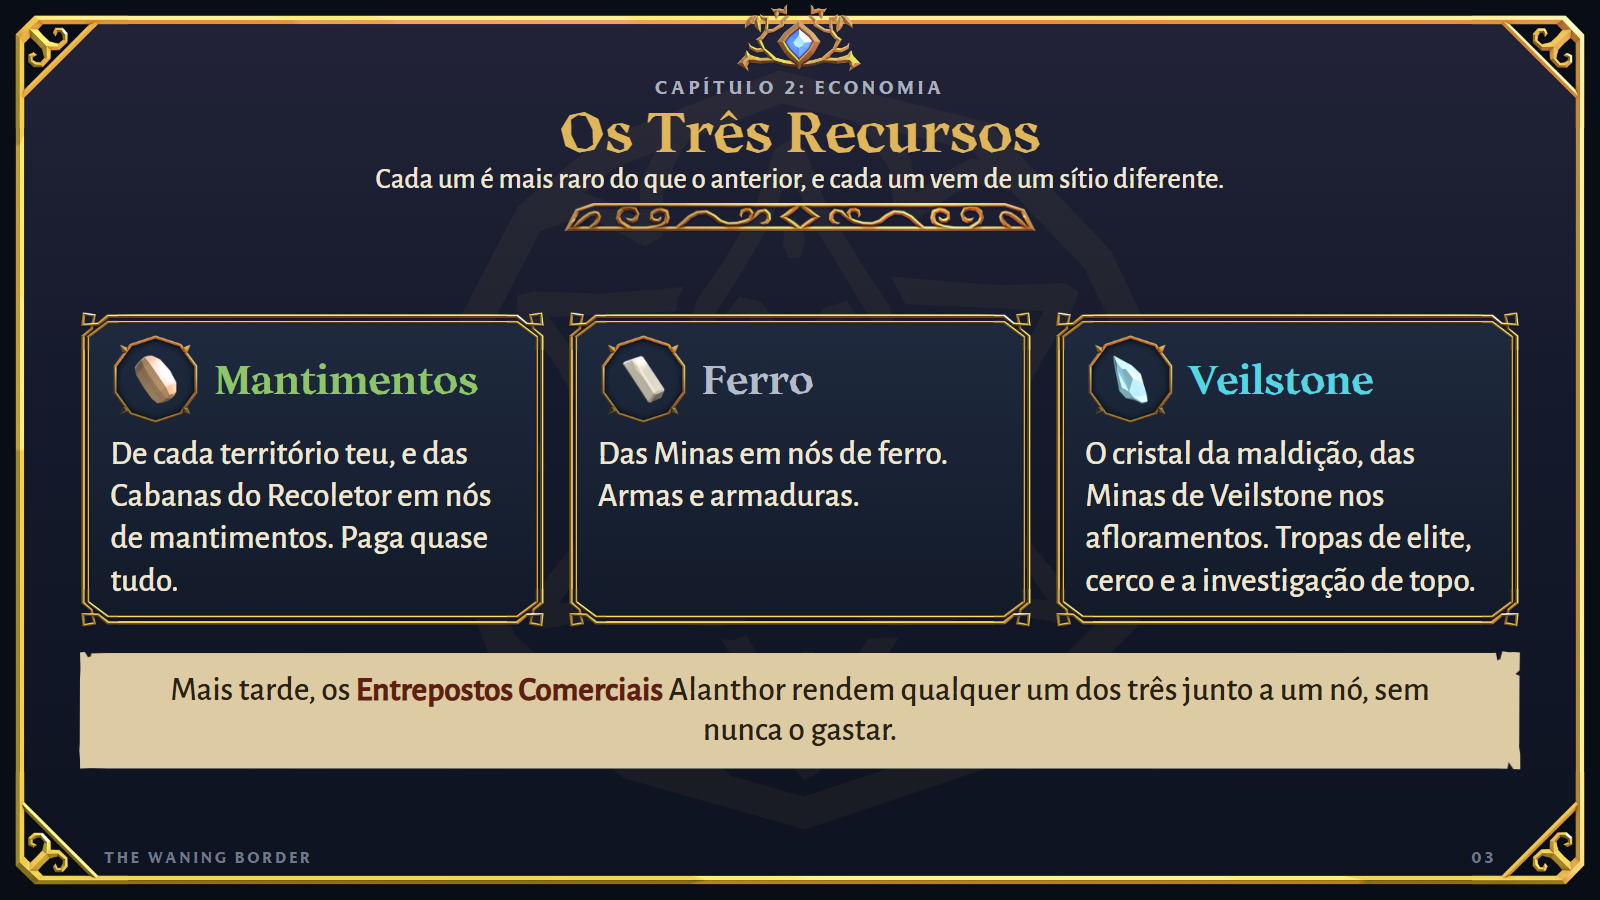 CAPÍTULO 2: ECONOMIA
Os Três Recursos
Cada um é mais raro do que o anterior, e cada um vem de um sítio diferente.
Mantimentos
De cada território teu, e das
Cabanas do Recoletor em nós
de mantimentos. Paga quase
tudo.
Ferro
Das Minas em nós de ferro.
Armas e armaduras.
Veilstone
O cristal da maldição, das
Minas de Veilstone nos
afloramentos. Tropas de elite,
cerco e a investigação de topo.
Mais tarde, os Entrepostos Comerciais Alanthor rendem qualquer um dos três junto a um nó, sem
nunca o gastar.
THE WANING BORDER
03